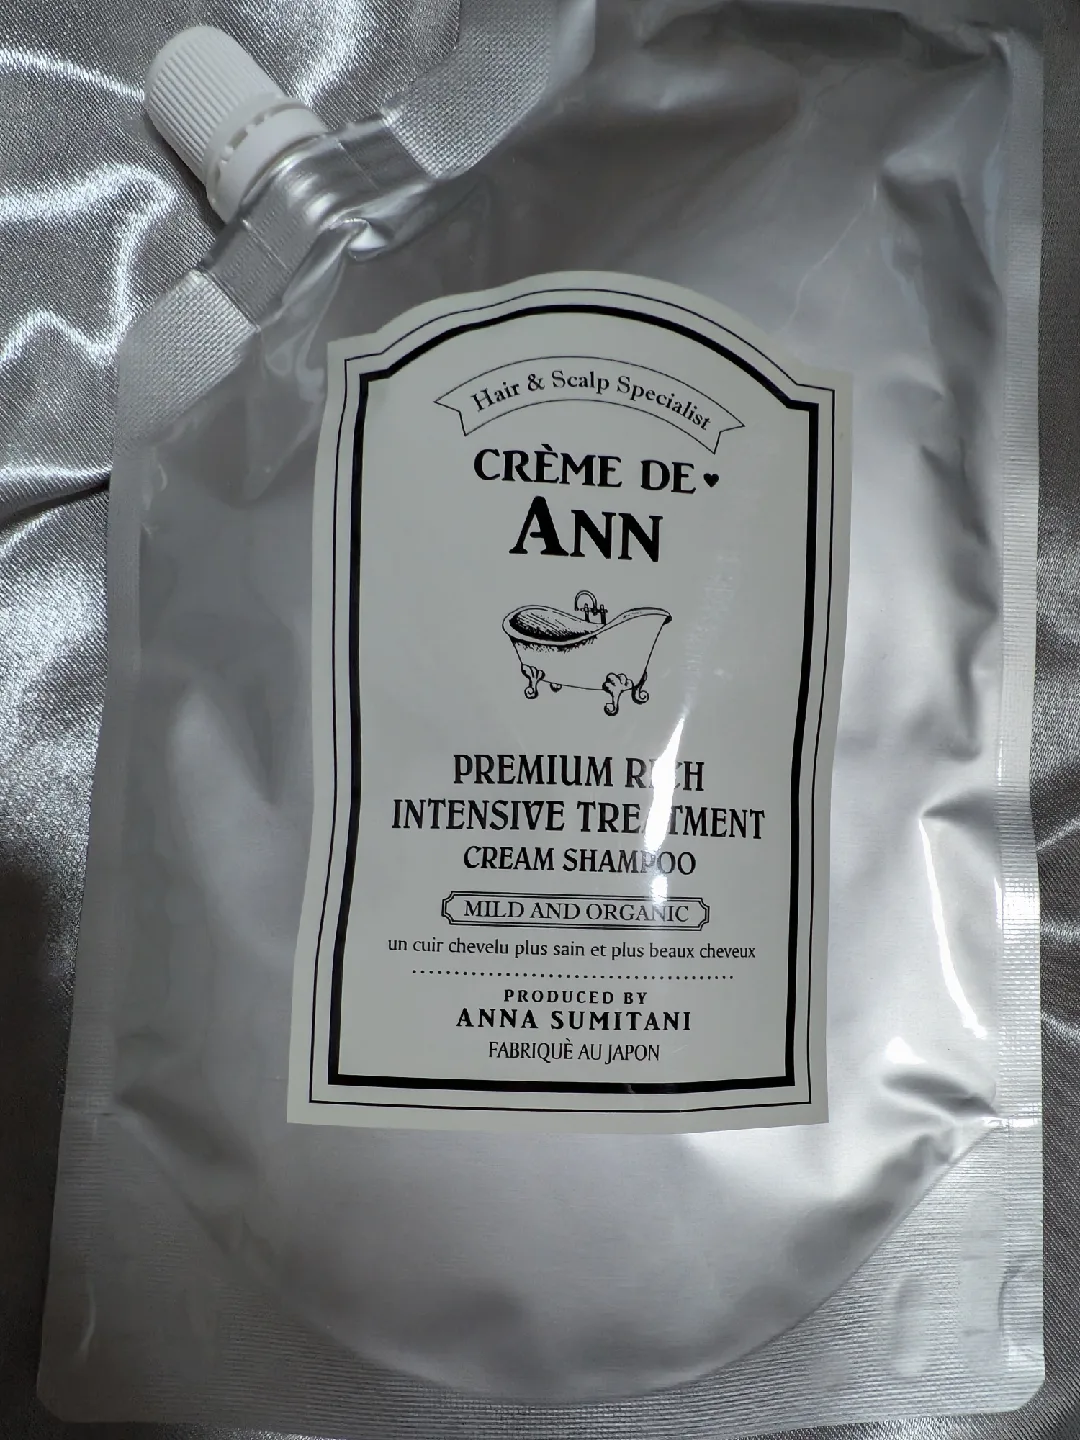 Hair & Scalp Specialist
CRÈME DE♥
ANN
PREMIUM RICH
INTENSIVE TREATMENT
CREAM SHAMPOO
MILD AND ORGANIC
un cuir chevelu plus sain et plus beaux cheveux
PRODUCED BY
ANNA SUMITANI
FABRIQUÈ AU JAPON